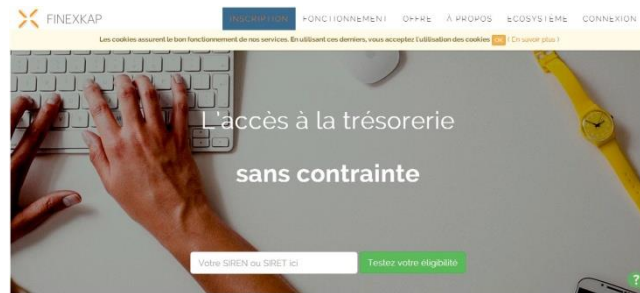 FINEXKAP
INSCRIPTION FONCTIONNEMENT OFFRE À PROPOS ECOSYSTÈME CONNEXION
Les cookies assurent le bon fonctionnement de nos services. En utilisant ces derniers, vous acceptez l'utilisation des cookies OK ( En savoir plus )
L'accès à la trésorerie
sans contrainte
Votre SIREN ou SIRET ici Testez votre éligibilité
?